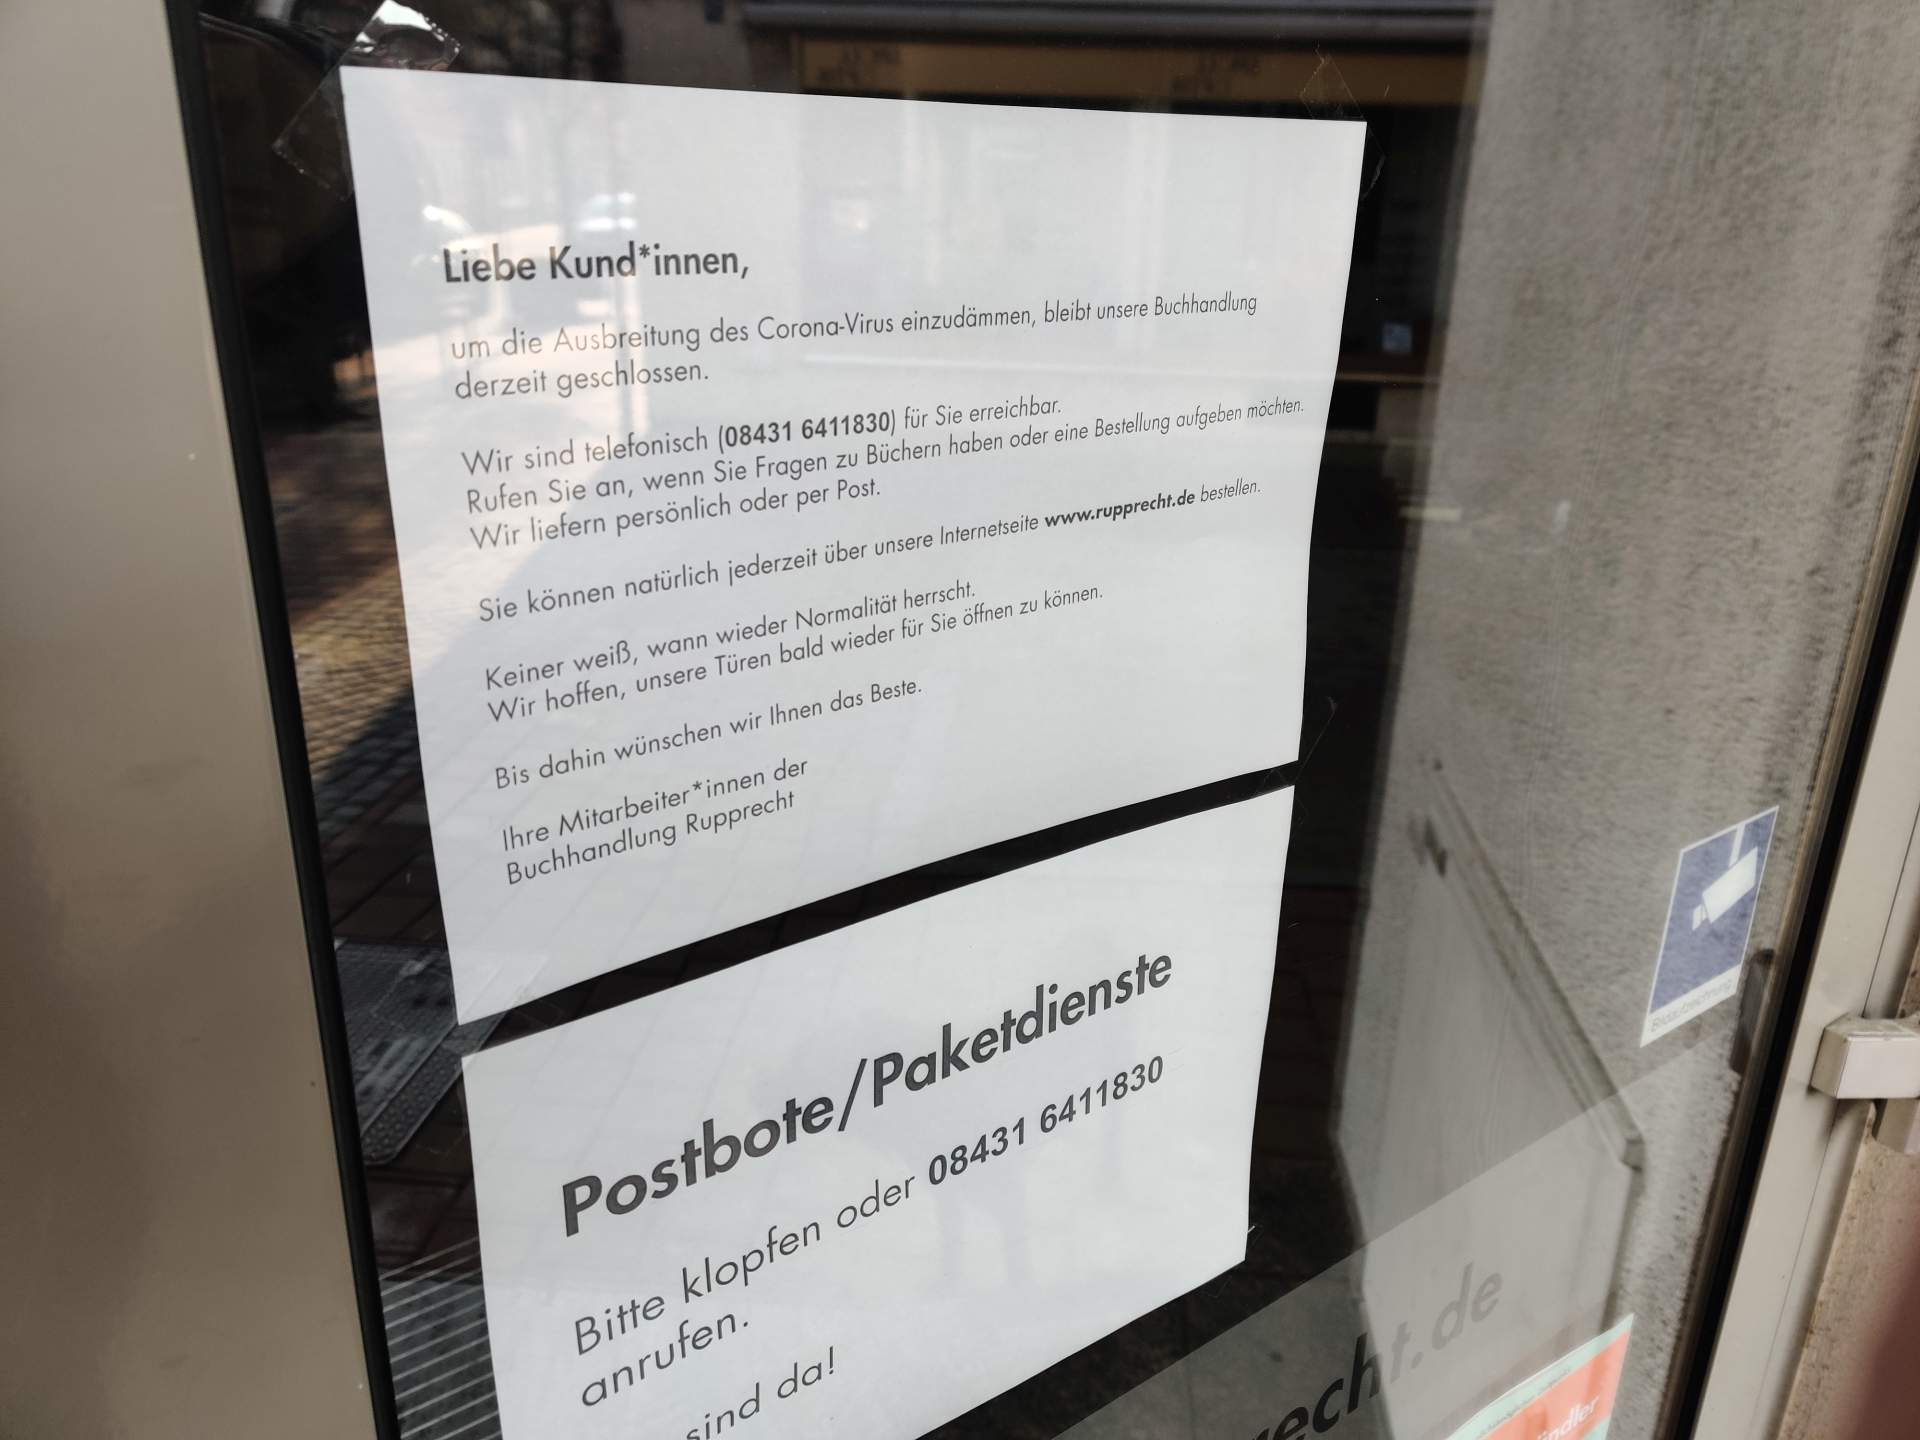 Liebe Kund*innen,
um die Ausbreitung des Corona-Virus einzudämmen, bleibt unsere Buchhandlung
derzeit geschlossen.
Wir sind telefonisch (08431 6411830) für Sie erreichbar.
Rufen Sie an, wenn Sie Fragen zu Büchern haben oder eine Bestellung aufgeben möchten.
Wir liefern persönlich oder per Post.
Sie können natürlich jederzeit über unsere Internetseite www.rupprecht.de bestellen.
Keiner weiß, wann wieder Normalität herrscht.
Wir hoffen, unsere Türen bald wieder für Sie öffnen zu können.
Bis dahin wünschen wir Ihnen das Beste.
Ihre Mitarbeiter*innen der
Buchhandlung Rupprecht
Postbote/Paketdienste
Bitte klopfen oder 08431 6411830
anrufen.
sind da!
recht.de
ändler
Bildaufzeichnung